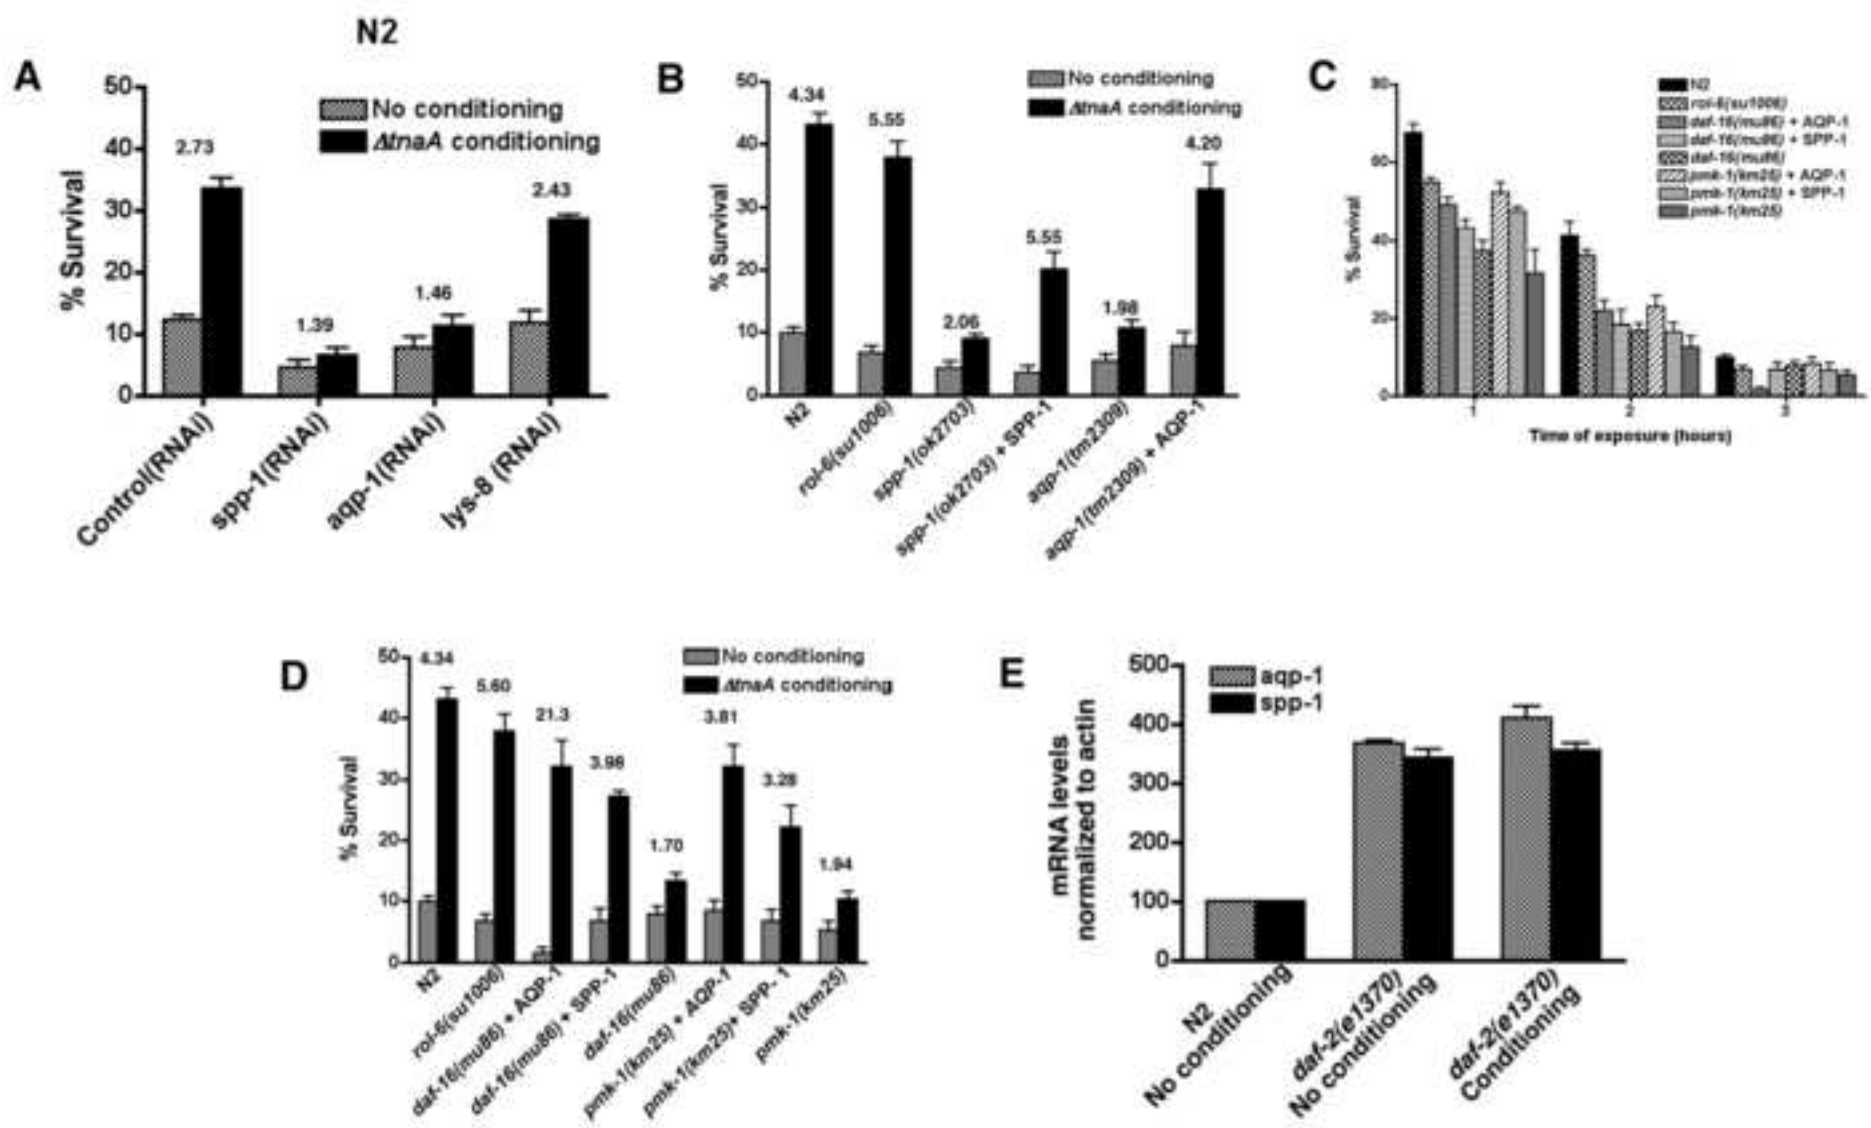 N2
A
50
40
30
20
10
0
% Survival
No conditioning
ΔtnaA conditioning
2.73
1.39
1.46
2.43
Control(RNAi)
spp-1(RNAi)
aqp-1(RNAi)
lys-8 (RNAi)
B
50
40
30
20
10
0
% Survival
No conditioning
ΔtnaA conditioning
4.34
5.55
2.06
5.55
1.98
4.20
N2
rol-6(su1006)
spp-1(ok2703)
spp-1(ok2703) + SPP-1
aqp-1(tm2309)
aqp-1(tm2309) + AQP-1
C
80
60
40
20
0
% Survival
N2
rol-6(su1006)
daf-16(mu86) + AQP-1
daf-16(mu86) + SPP-1
daf-16(mu86)
pmk-1(km25) + AQP-1
pmk-1(km25) + SPP-1
pmk-1(km25)
1
2
3
Time of exposure (hours)
D
50
40
30
20
10
0
% Survival
No conditioning
ΔtnaA conditioning
4.34
5.60
21.3
3.98
1.70
3.81
3.28
1.94
N2
rol-6(su1006)
daf-16(mu86) + AQP-1
daf-16(mu86) + SPP-1
daf-16(mu86)
pmk-1(km25) + AQP-1
pmk-1(km25)+ SPP- 1
pmk-1(km25)
E
500
400
300
200
100
0
mRNA levels
normalized to actin
aqp-1
spp-1
N2
No conditioning
daf-2(e1370)
No conditioning
daf-2(e1370)
Conditioning